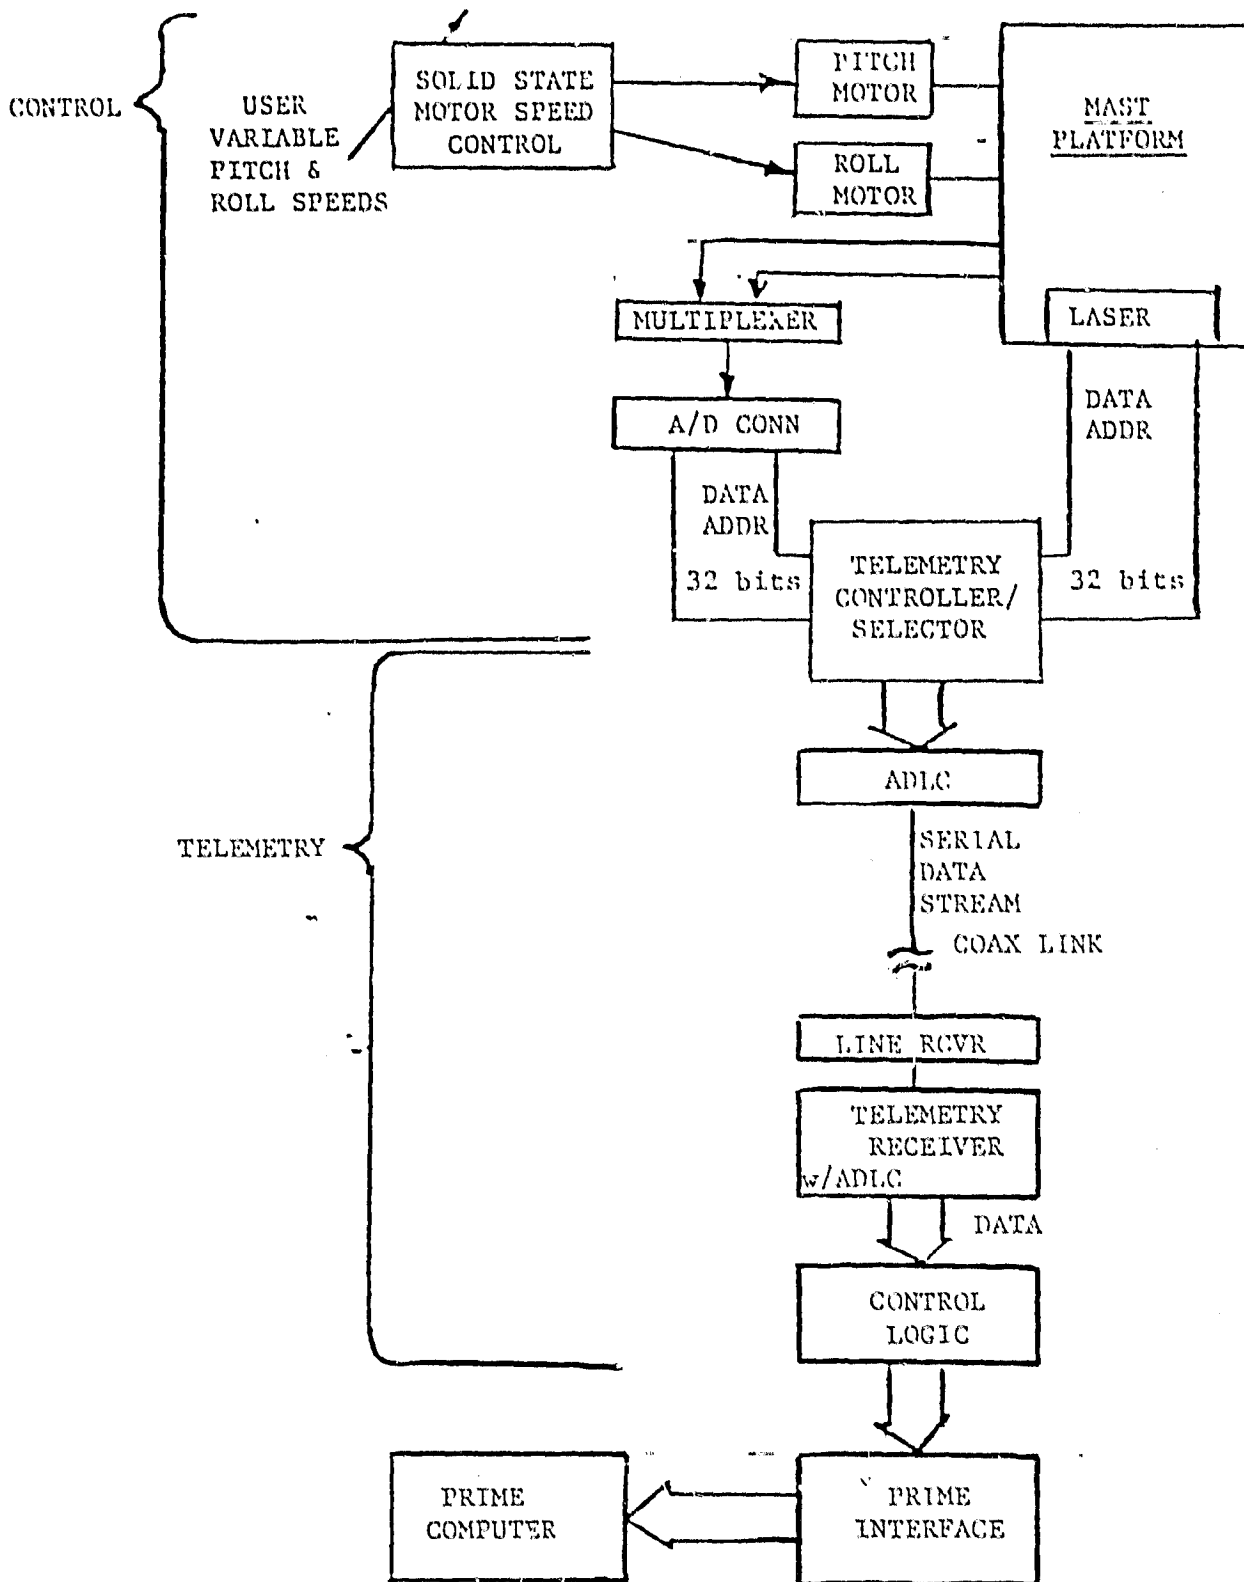 CONTROL
USER
VARIABLE
PITCH &
ROLL SPEEDS
SOLID STATE
MOTOR SPEED
CONTROL
PITCH
MOTOR
ROLL
MOTOR
MAST
PLATFORM
LASER
MULTIPLEXER
A/D CONN
DATA
ADDR
32 bits
DATA
ADDR
32 bits
TELEMETRY
CONTROLLER/
SELECTOR
ADLC
TELEMETRY
SERIAL
DATA
STREAM
COAX LINK
LINE RCVR
TELEMETRY
RECEIVER
w/ADLC
DATA
CONTROL
LOGIC
PRIME
INTERFACE
PRIME
COMPUTER